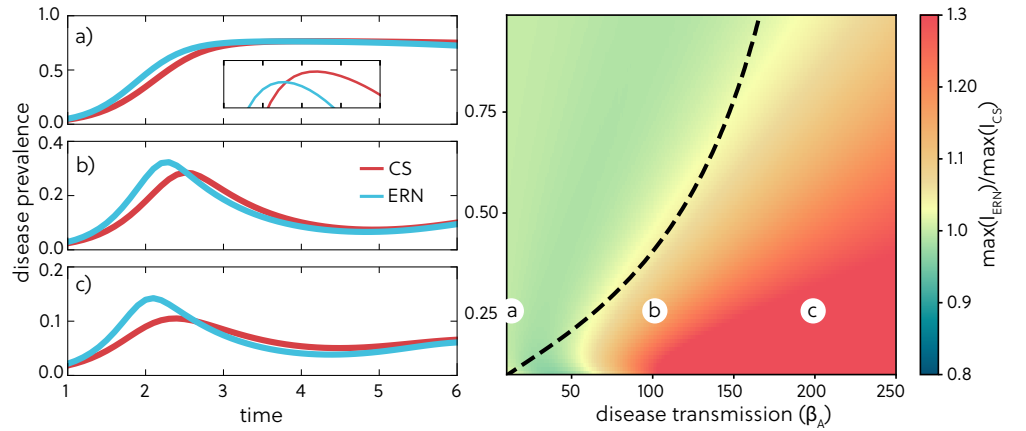 a)
1.0
0.5
0.0
b)
CS
ERN
0.4
0.2
0.0
c)
0.2
0.1
0.0
1 2 3 4 5 6
time
disease prevalence
0.75
0.50
0.25
a b c
50 100 150 200 250
disease transmission (β_A)
1.3
1.20
1.1
1.0
0.9
0.8
max(I_ERN)/max(I_CS)